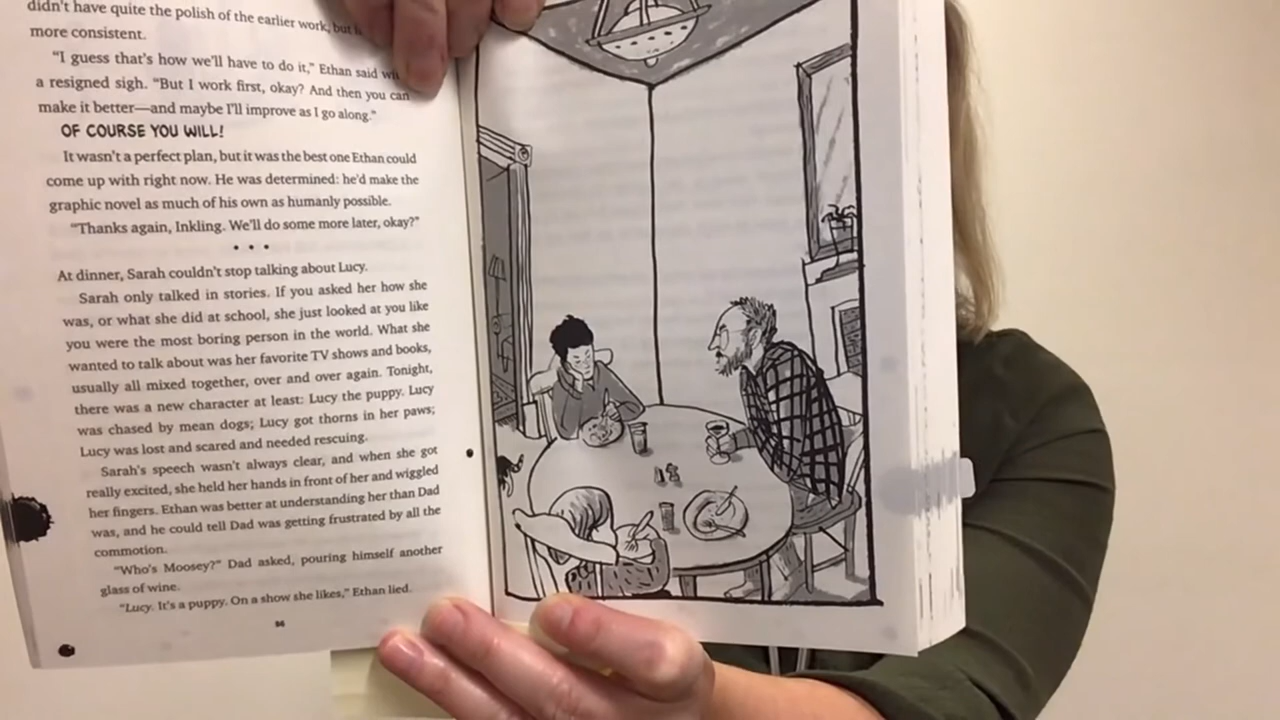 didn't have quite the polish of the earlier work, but
more consistent.
"I guess that's how we'll have to do it," Ethan said
a resigned sigh. "But I work first, okay? And then you can
make it better—and maybe I'll improve as I go along."
OF COURSE YOU WILL!
It wasn't a perfect plan, but it was the best one Ethan could
come up with right now. He was determined: he'd make the
graphic novel as much of his own as humanly possible.
"Thanks again, Inkling. We'll do some more later, okay?"
• • •
At dinner, Sarah couldn't stop talking about Lucy.
Sarah only talked in stories. If you asked her how she
was, or what she did at school, she just looked at you like
you were the most boring person in the world. What she
wanted to talk about was her favorite TV shows and books,
usually all mixed together, over and over again. Tonight,
there was a new character at least: Lucy the puppy. Lucy
was chased by mean dogs; Lucy got thorns in her paws;
Lucy was lost and scared and needed rescuing.
Sarah's speech wasn't always clear, and when she got
really excited, she held her hands in front of her and wiggled
her fingers. Ethan was better at understanding her than Dad
was, and he could tell Dad was getting frustrated by all the
commotion.
"Who's Moosey?" Dad asked, pouring himself another
glass of wine.
"Lucy. It's a puppy. On a show she likes," Ethan lied.